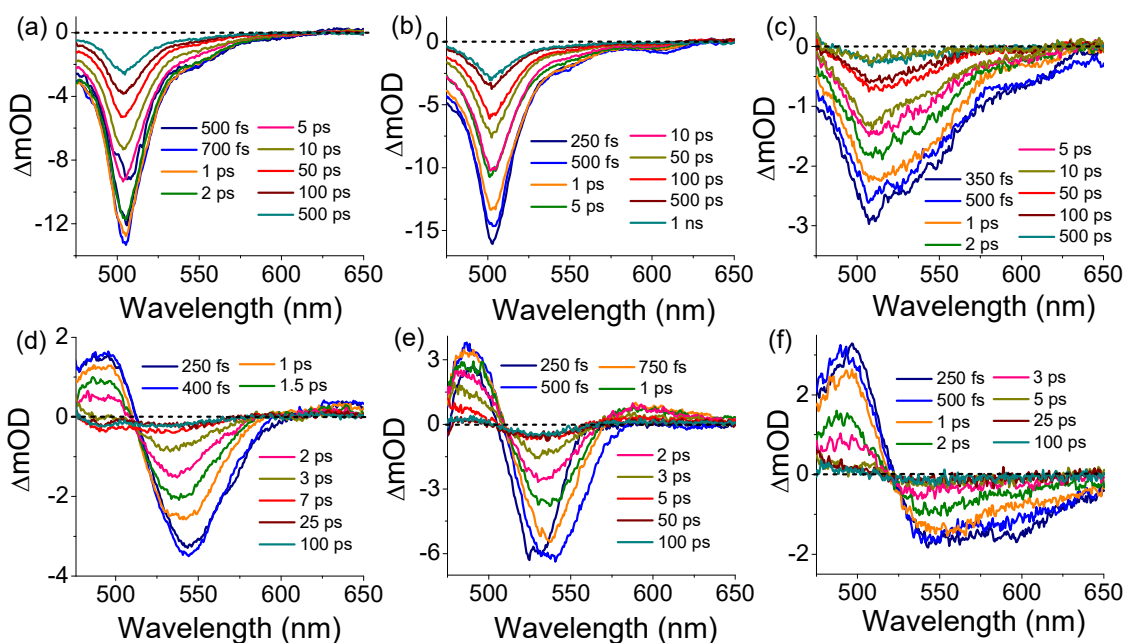 (a)
0
-4
-8
-12
ΔmOD
500 fs
700 fs
1 ps
2 ps
5 ps
10 ps
50 ps
100 ps
500 ps
500 550 600 650
Wavelength (nm)
(b)
0
-5
-10
-15
ΔmOD
250 fs
500 fs
1 ps
5 ps
10 ps
50 ps
100 ps
500 ps
1 ns
500 550 600 650
Wavelength (nm)
(c)
0
-1
-2
-3
ΔmOD
350 fs
500 fs
1 ps
2 ps
5 ps
10 ps
50 ps
100 ps
500 ps
500 550 600 650
Wavelength (nm)
(d)
2
0
-2
-4
ΔmOD
250 fs
400 fs
1 ps
1.5 ps
2 ps
3 ps
7 ps
25 ps
100 ps
500 550 600 650
Wavelength (nm)
(e)
3
0
-3
-6
ΔmOD
250 fs
500 fs
750 fs
1 ps
2 ps
3 ps
5 ps
50 ps
100 ps
500 550 600 650
Wavelength (nm)
(f)
2
0
-2
ΔmOD
250 fs
500 fs
1 ps
2 ps
3 ps
5 ps
25 ps
100 ps
500 550 600 650
Wavelength (nm)